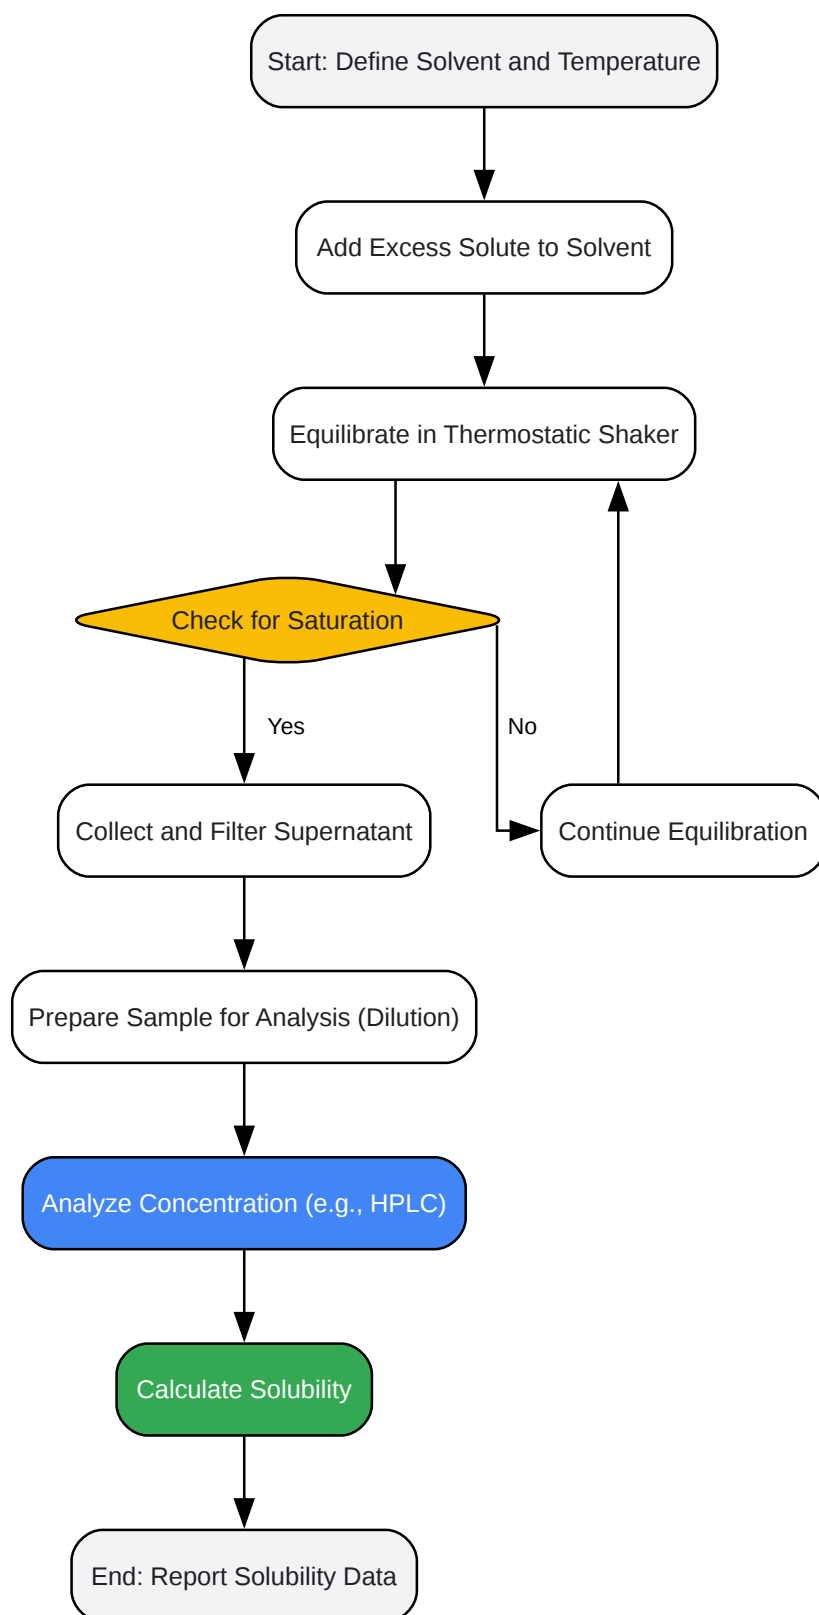 Start: Define Solvent and Temperature
Add Excess Solute to Solvent
Equilibrate in Thermostatic Shaker
Check for Saturation
Yes
No
Collect and Filter Supernatant
Continue Equilibration
Prepare Sample for Analysis (Dilution)
Analyze Concentration (e.g., HPLC)
Calculate Solubility
End: Report Solubility Data